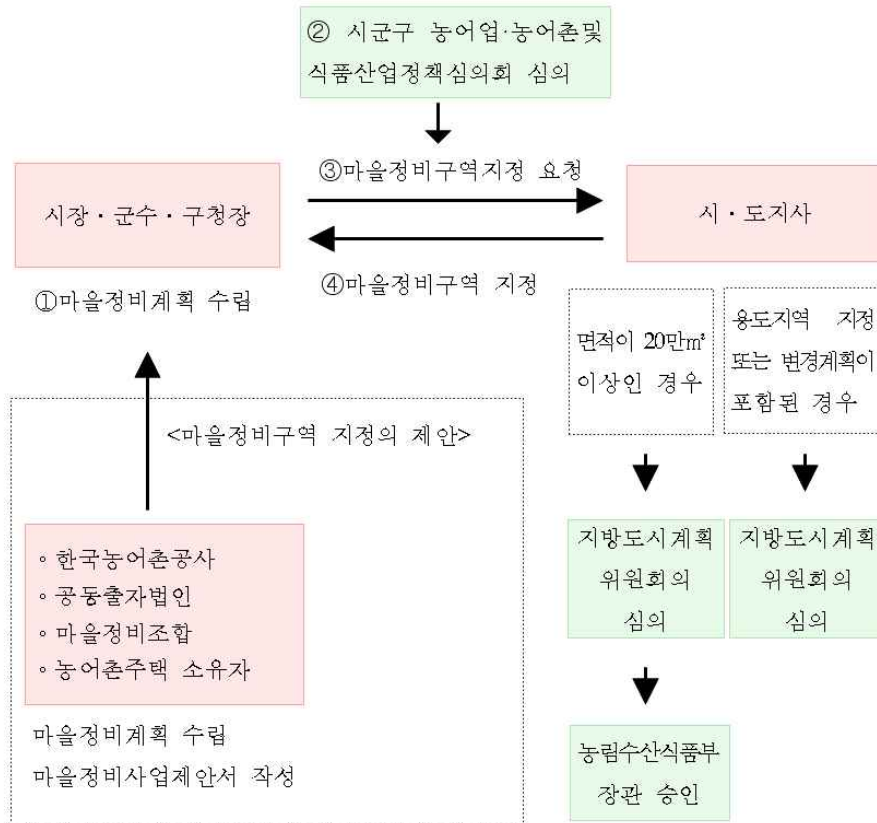 ② 시군구 농어업·농어촌및
식품산업정책심의회 심의
③마을정비구역지정 요청
시장·군수·구청장
시·도지사
④마을정비구역 지정
①마을정비계획 수립
면적이 20만㎡
이상인 경우
용도지역 지정
또는 변경계획이
포함된 경우
<마을정비구역 지정의 제안>
◦ 한국농어촌공사
◦ 공동출자법인
◦ 마을정비조합
◦ 농어촌주택 소유자
지방도시계획
위원회의
심의
지방도시계획
위원회의
심의
마을정비계획 수립
마을정비사업제안서 작성
농림수산식품부
장관 승인